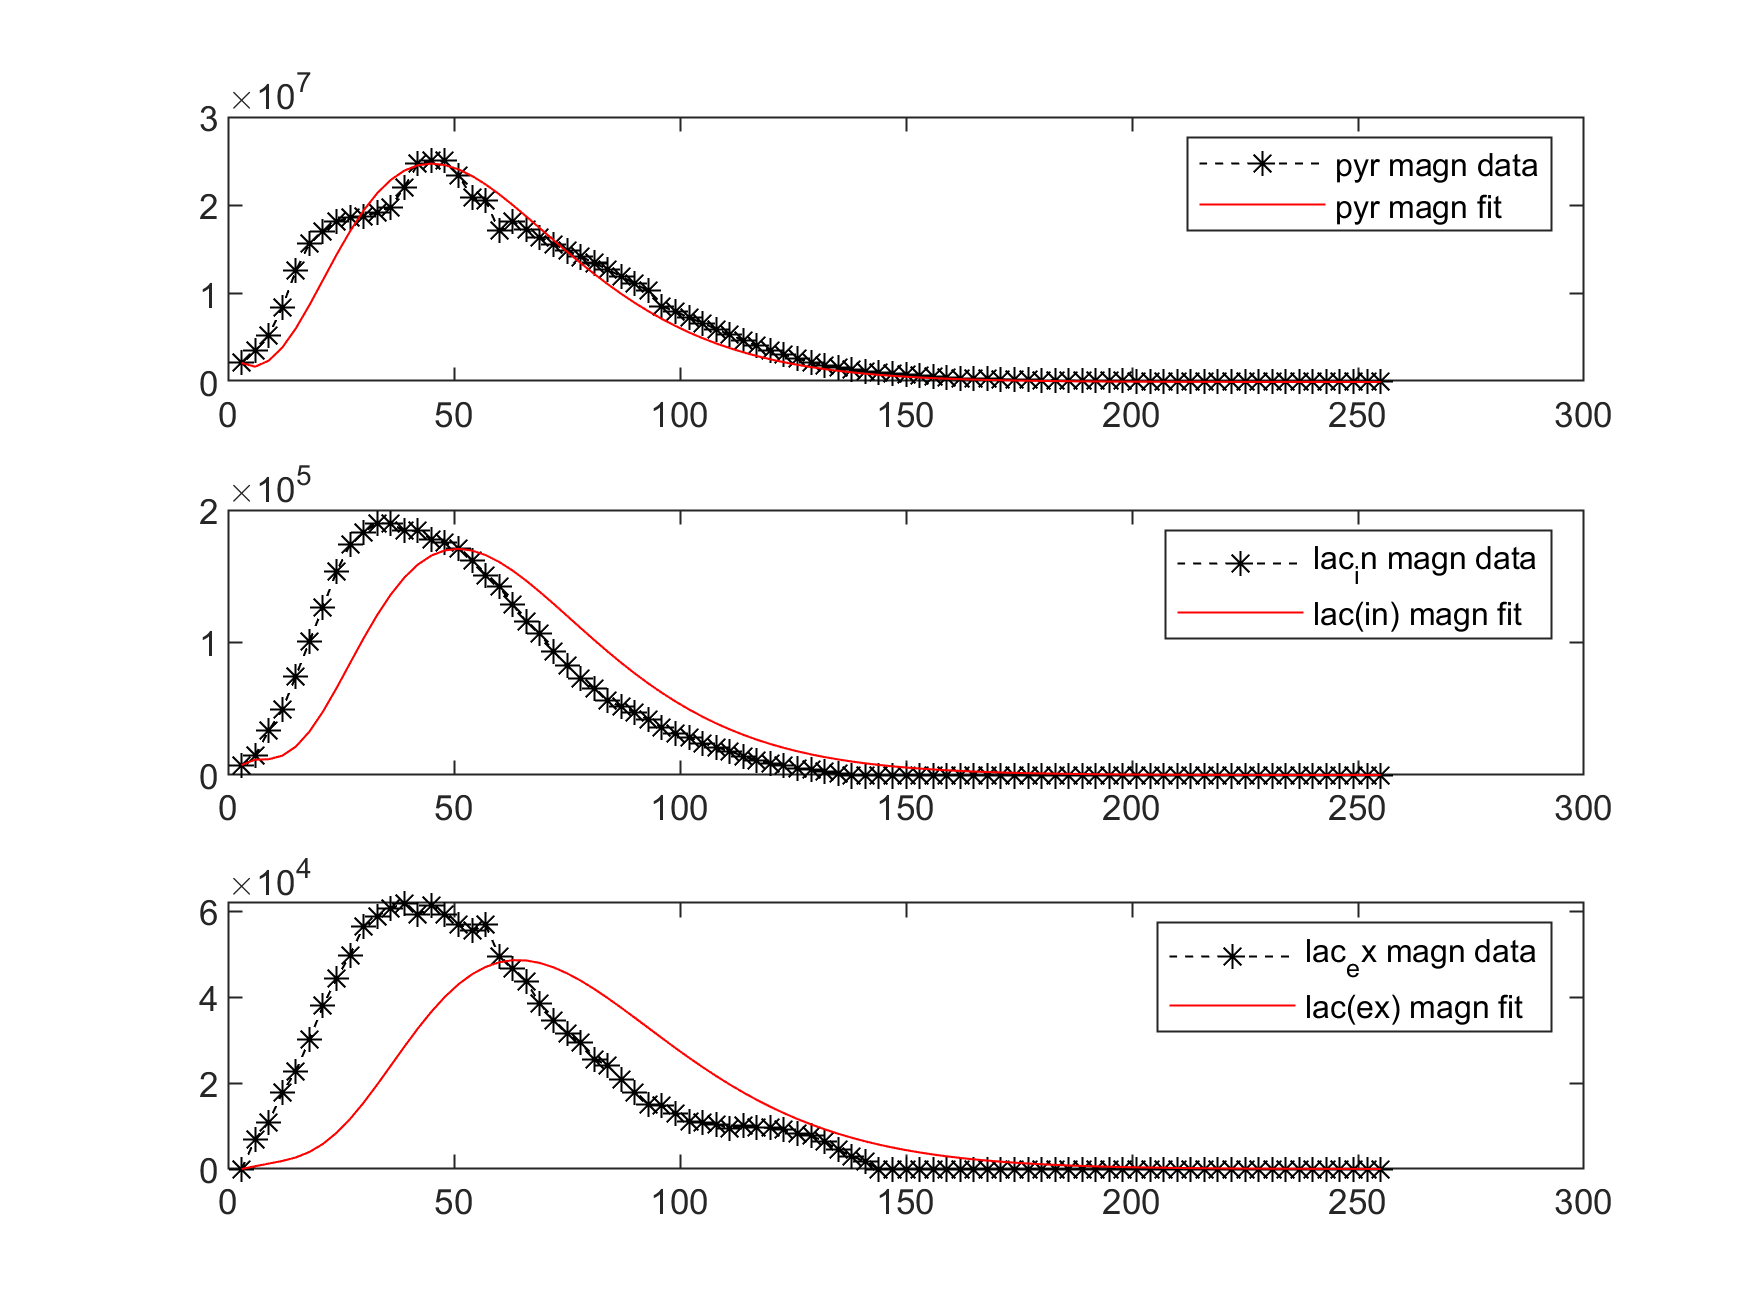 ×10^7
3
2
1
0
0 50 100 150 200 250 300
pyr magn data
pyr magn fit
×10^5
2
1
0
0 50 100 150 200 250 300
lac_in magn data
lac(in) magn fit
×10^4
6
4
2
0
0 50 100 150 200 250 300
lac_ex magn data
lac(ex) magn fit